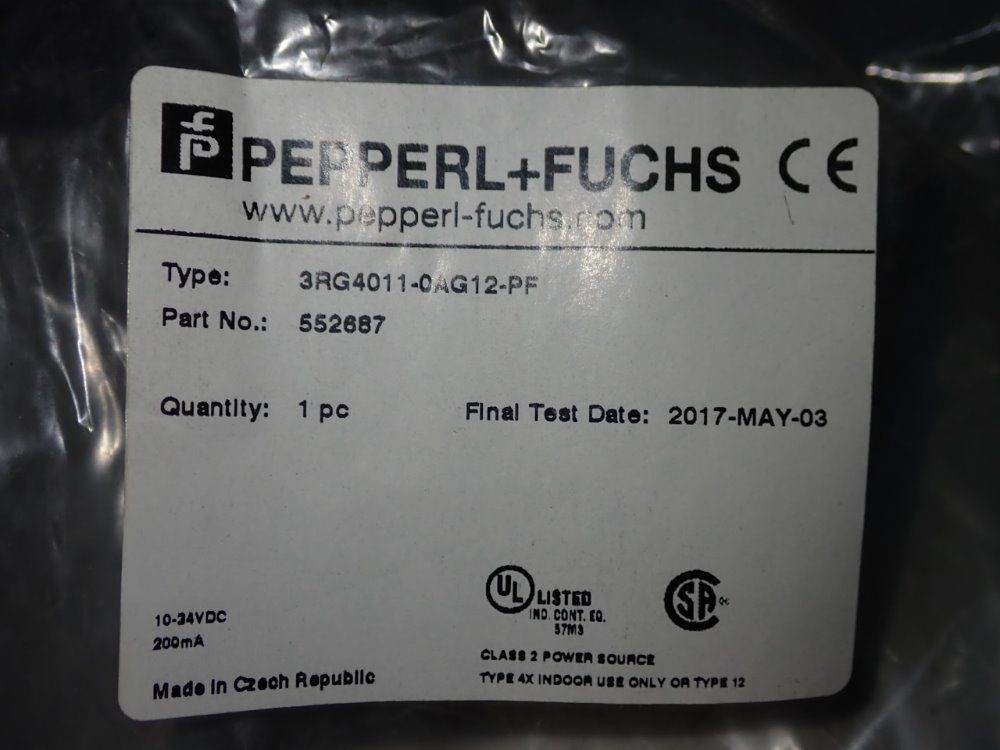 PEPPERL+FUCHS CE
www.pepperl-fuchs.com
Type: 3RG4011-0AG12-PF
Part No.: 552687
Quantity: 1 pc Final Test Date: 2017-MAY-03
UL LISTED
IND. CONT. EQ.
57M3
SA
10-34VDC
200mA
CLASS 2 POWER SOURCE
TYPE 4X INDOOR USE ONLY OR TYPE 12
Made in Czech Republic